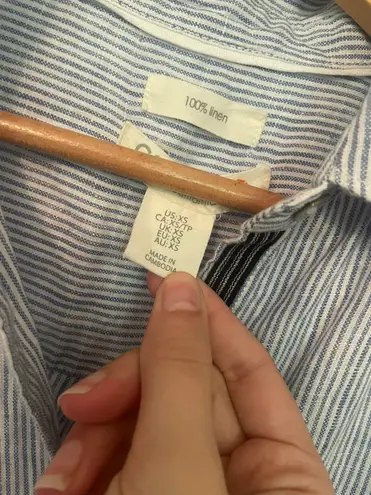 100% linen
US:XS
CA:XS/TP
UK:XS
EU:XS
AU:XS
MADE IN
CAMBODIA